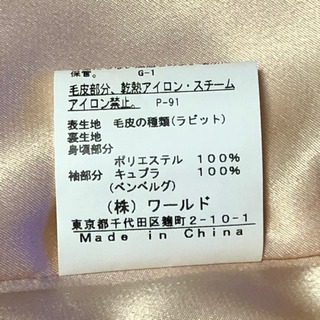 保管。 G-1
毛皮部分、乾熱アイロン・スチーム
アイロン禁止。 P-91
表生地 毛皮の種類(ラビット)
裏生地
身頃部分
ポリエステル 100%
袖部分 キュプラ 100%
(ベンベルグ)
(株) ワールド
東京都千代田区麹町2-10-1
Made in China